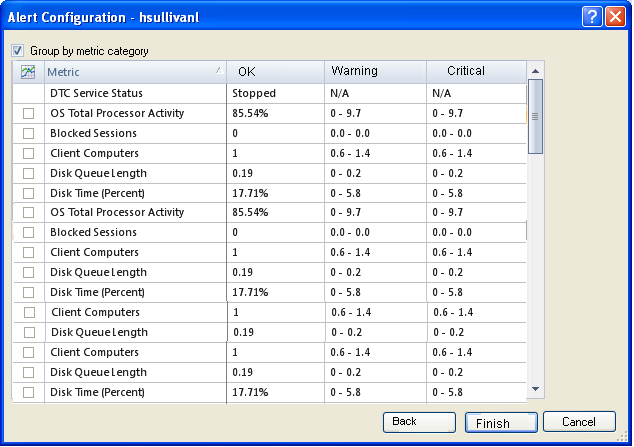 Alert Configuration - hsullivanl
Group by metric category
Metric OK Warning Critical
DTC Service Status Stopped N/A N/A
OS Total Processor Activity 85.54% 0 - 9.7 0 - 9.7
Blocked Sessions 0 0.0 - 0.0 0.0 - 0.0
Client Computers 1 0.6 - 1.4 0.6 - 1.4
Disk Queue Length 0.19 0 - 0.2 0 - 0.2
Disk Time (Percent) 17.71% 0 - 5.8 0 - 5.8
OS Total Processor Activity 85.54% 0 - 9.7 0 - 9.7
Blocked Sessions 0 0.0 - 0.0 0.0 - 0.0
Client Computers 1 0.6 - 1.4 0.6 - 1.4
Disk Queue Length 0.19 0 - 0.2 0 - 0.2
Disk Time (Percent) 17.71% 0 - 5.8 0 - 5.8
Client Computers 1 0.6 - 1.4 0.6 - 1.4
Disk Queue Length 0.19 0 - 0.2 0 - 0.2
Client Computers 1 0.6 - 1.4 0.6 - 1.4
Disk Queue Length 0.19 0 - 0.2 0 - 0.2
Disk Time (Percent) 17.71% 0 - 5.8 0 - 5.8
Back Finish Cancel